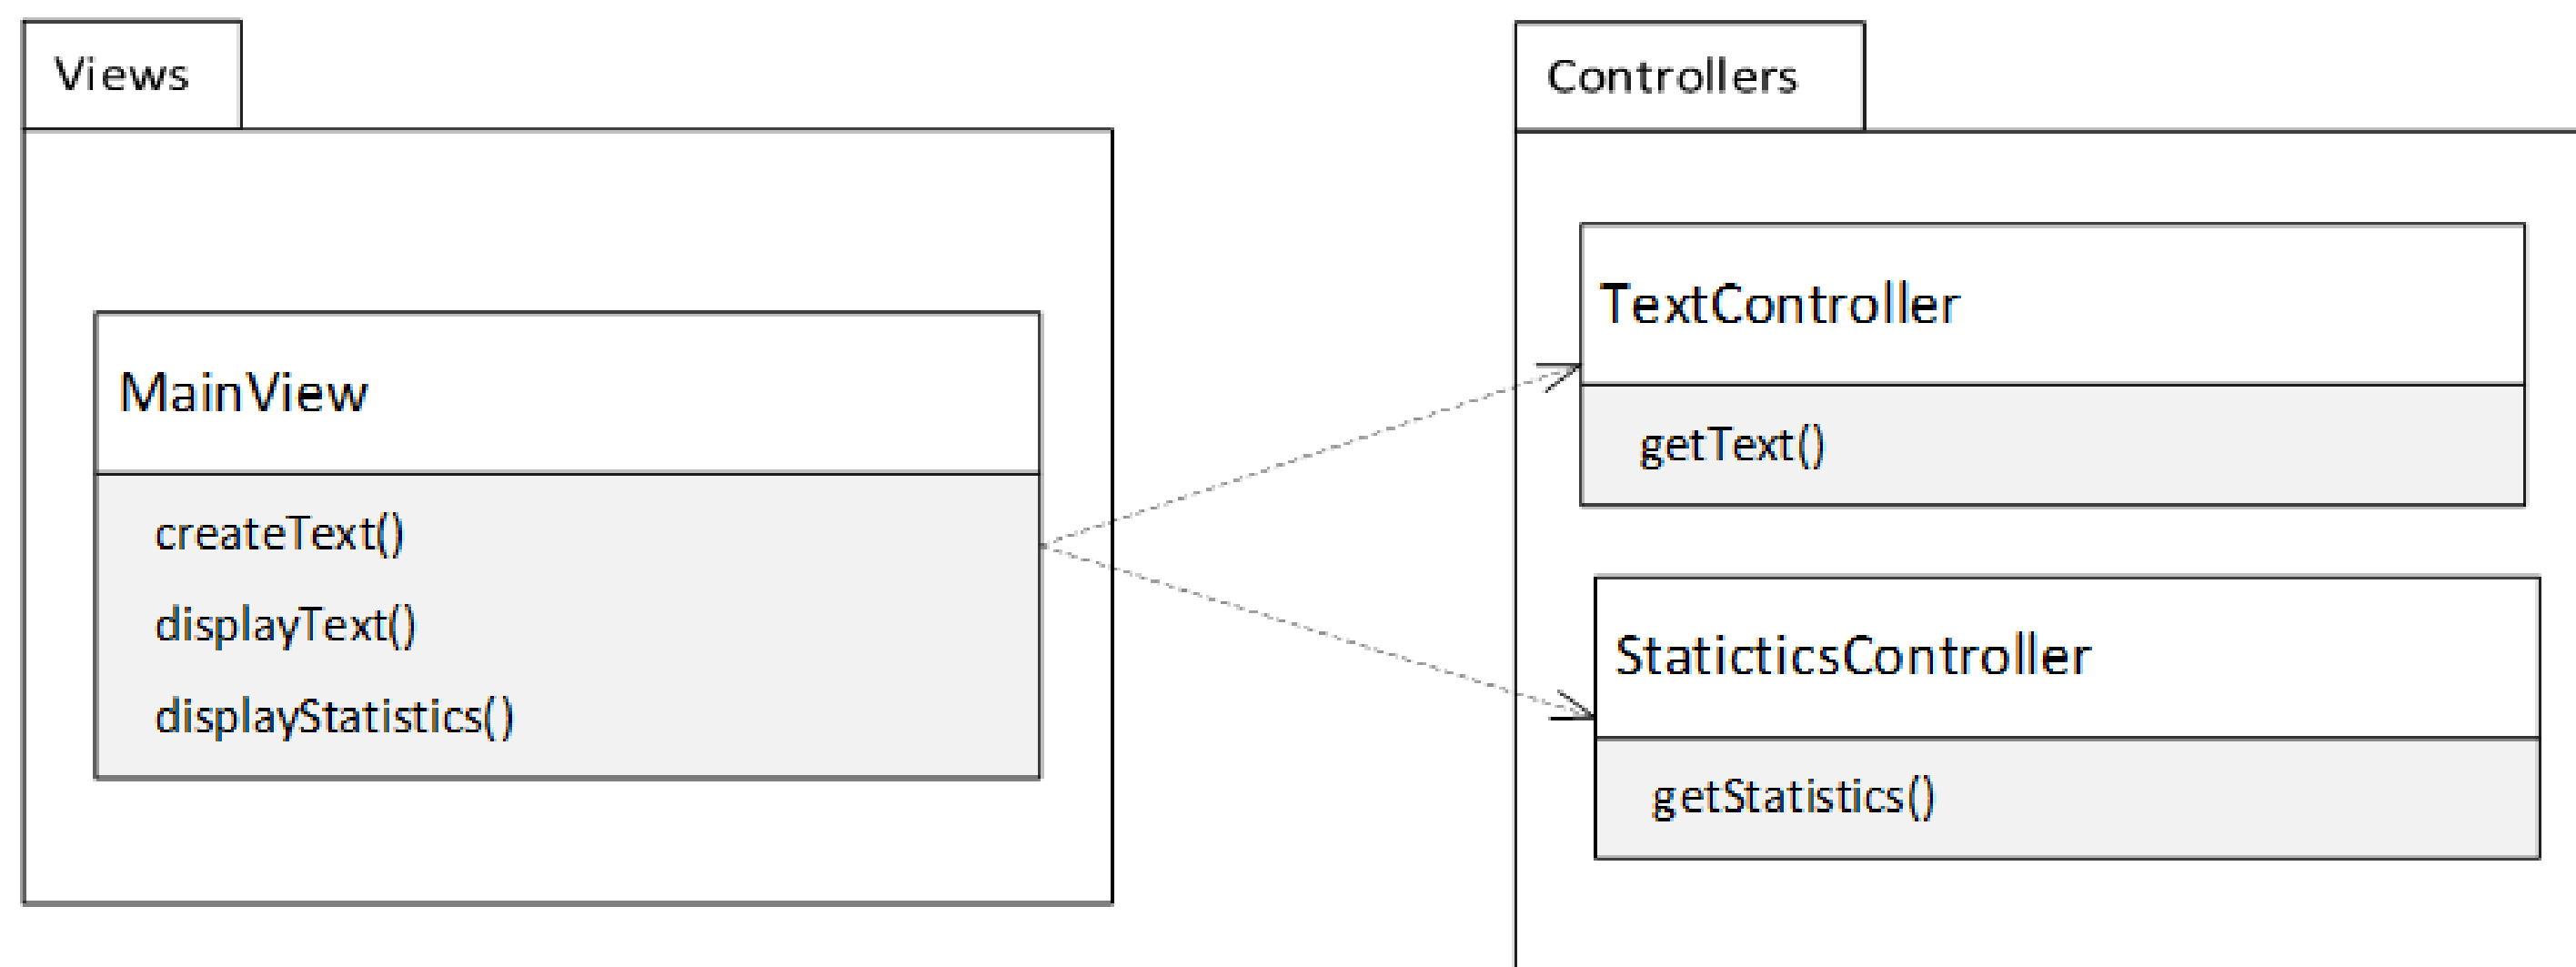 Views
MainView
createText()
displayText()
displayStatistics()
Controllers
TextController
getText()
StaticticsController
getStatistics()